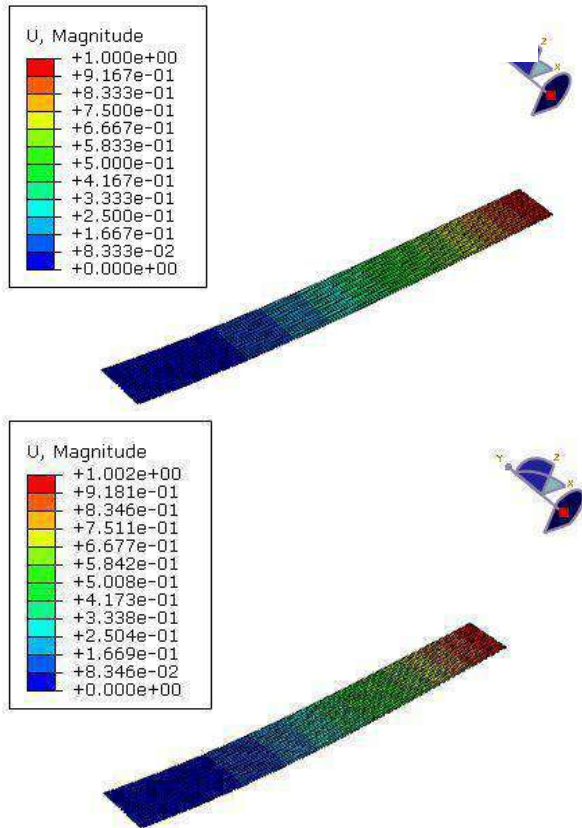 U, Magnitude
+1.000e+00
+9.167e-01
+8.333e-01
+7.500e-01
+6.667e-01
+5.833e-01
+5.000e-01
+4.167e-01
+3.333e-01
+2.500e-01
+1.667e-01
+8.333e-02
+0.000e+00
Z
X
U, Magnitude
+1.002e+00
+9.181e-01
+8.346e-01
+7.511e-01
+6.677e-01
+5.842e-01
+5.008e-01
+4.173e-01
+3.338e-01
+2.504e-01
+1.669e-01
+8.346e-02
+0.000e+00
Y
Z
X